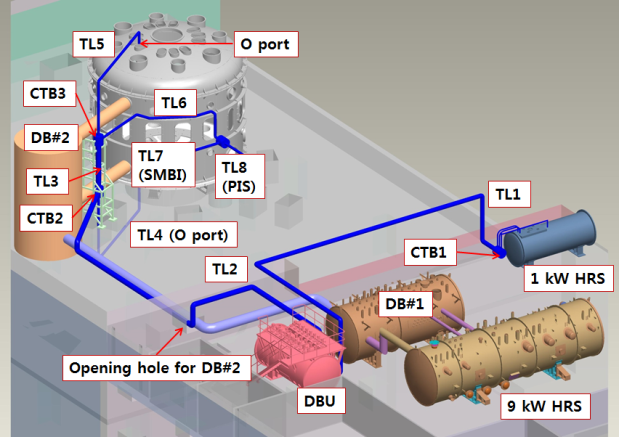 TL5
O port
CTB3
TL6
DB#2
TL7
(SMBI)
TL8
(PIS)
TL3
CTB2
TL1
TL4 (O port)
CTB1
TL2
1 kW HRS
DB#1
Opening hole for DB#2
DBU
9 kW HRS